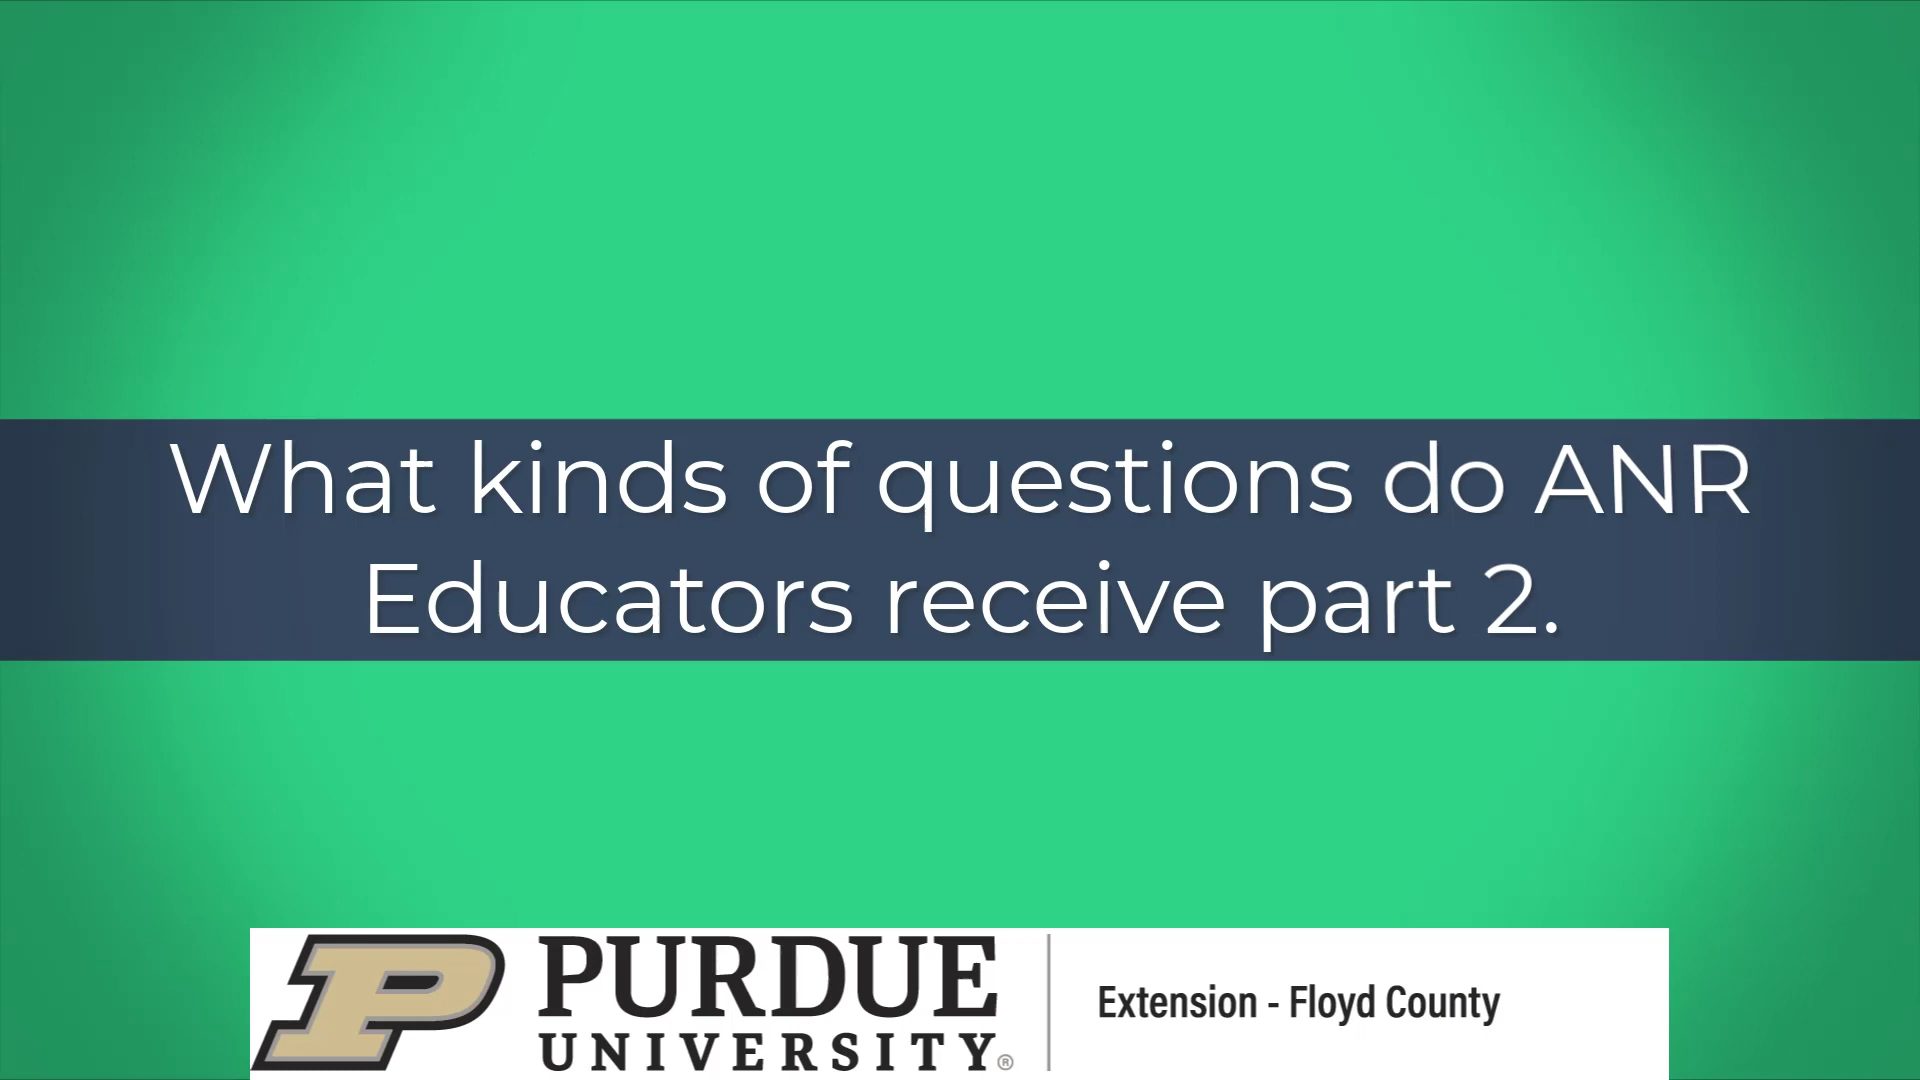 What kinds of questions do ANR
Educators receive part 2.
P PURDUE
UNIVERSITY®
Extension - Floyd County